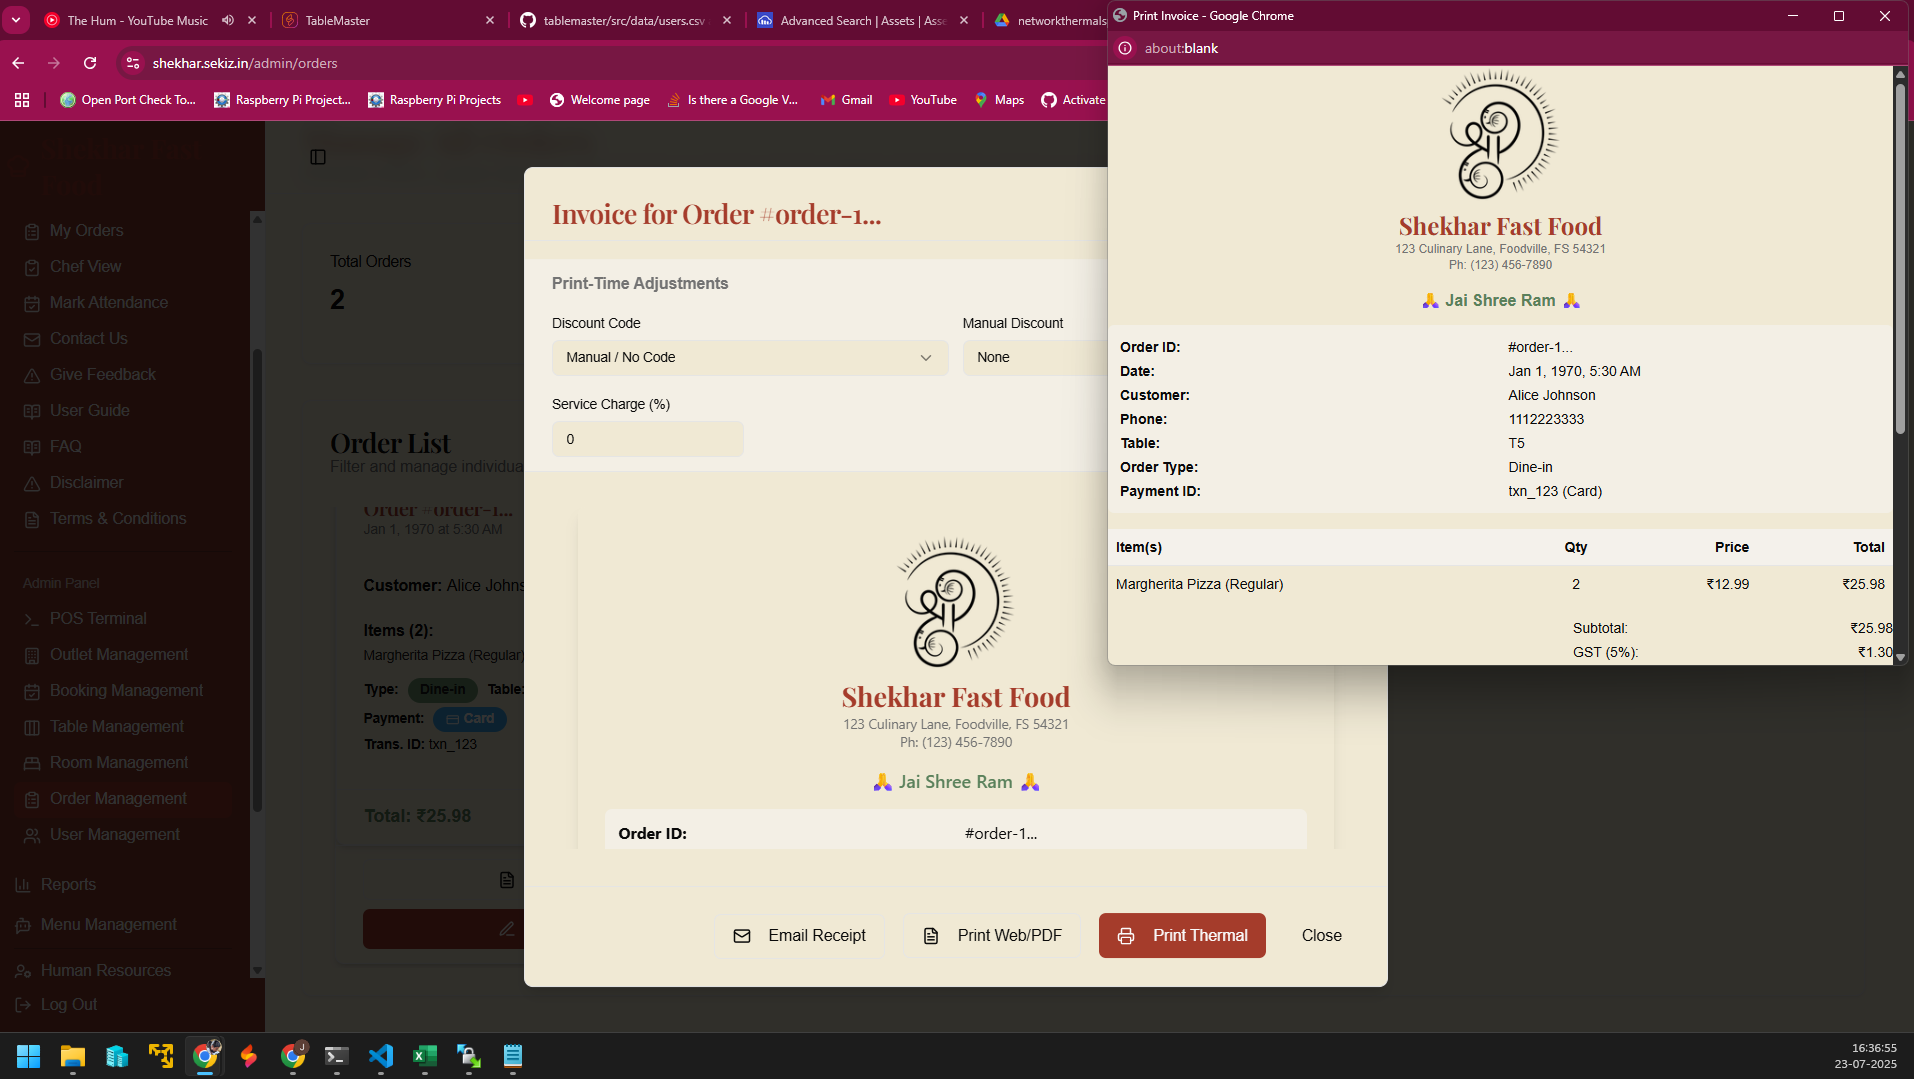 The Hum - YouTube Music
TableMaster
tablemaster/src/data/users.csv
Advanced Search | Assets | Asse
networkthermals
shekhar.sekiz.in/admin/orders
Open Port Check To...
Raspberry Pi Project...
Raspberry Pi Projects
Welcome page
Is there a Google V...
Gmail
YouTube
Maps
Activate
Shekhar Fast
Food
My Orders
Chef View
Mark Attendance
Contact Us
Give Feedback
User Guide
FAQ
Disclaimer
Terms & Conditions
Admin Panel
POS Terminal
Outlet Management
Booking Management
Table Management
Room Management
Order Management
User Management
Reports
Menu Management
Human Resources
Log Out
Total Orders
2
Order List
Filter and manage individua
Order #order-1...
Jan 1, 1970 at 5:30 AM
Customer: Alice Johns
Items (2):
Margherita Pizza (Regular)
Type: Dine-in Table:
Payment: Card
Trans. ID: txn_123
Total: ₹25.98
Invoice for Order #order-1...
Print-Time Adjustments
Discount Code
Manual Discount
Manual / No Code
None
Service Charge (%)
0
Shekhar Fast Food
123 Culinary Lane, Foodville, FS 54321
Ph: (123) 456-7890
🙏 Jai Shree Ram 🙏
Order ID: #order-1...
Email Receipt
Print Web/PDF
Print Thermal
Close
Print Invoice - Google Chrome
about:blank
Shekhar Fast Food
123 Culinary Lane, Foodville, FS 54321
Ph: (123) 456-7890
🙏 Jai Shree Ram 🙏
Order ID: #order-1...
Date: Jan 1, 1970, 5:30 AM
Customer: Alice Johnson
Phone: 1112223333
Table: T5
Order Type: Dine-in
Payment ID: txn_123 (Card)
Item(s) Qty Price Total
Margherita Pizza (Regular) 2 ₹12.99 ₹25.98
Subtotal: ₹25.98
GST (5%): ₹1.30
16:36:55
23-07-2025